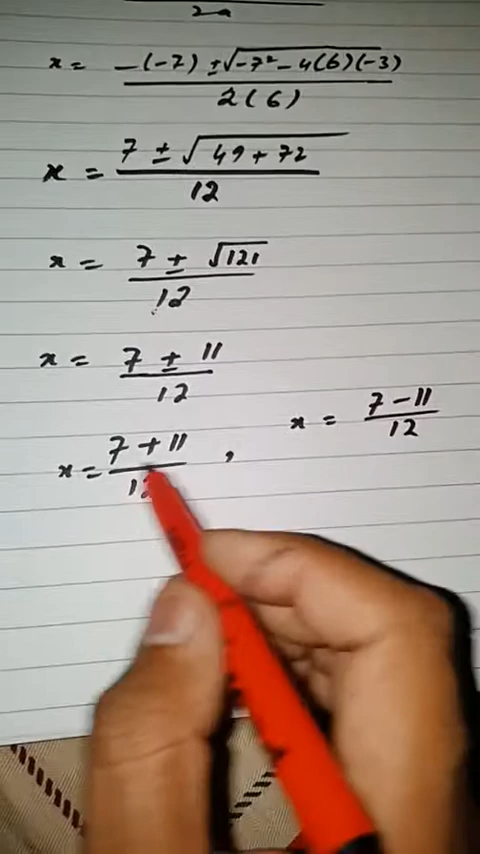 2a
x = -(-7) ±√-7² - 4(6)(-3) / 2(6)
x = 7 ± √49 + 72 / 12
x = 7 ± √121 / 12
x = 7 ± 11 / 12
x = 7 + 11 / 12 , x = 7 - 11 / 12